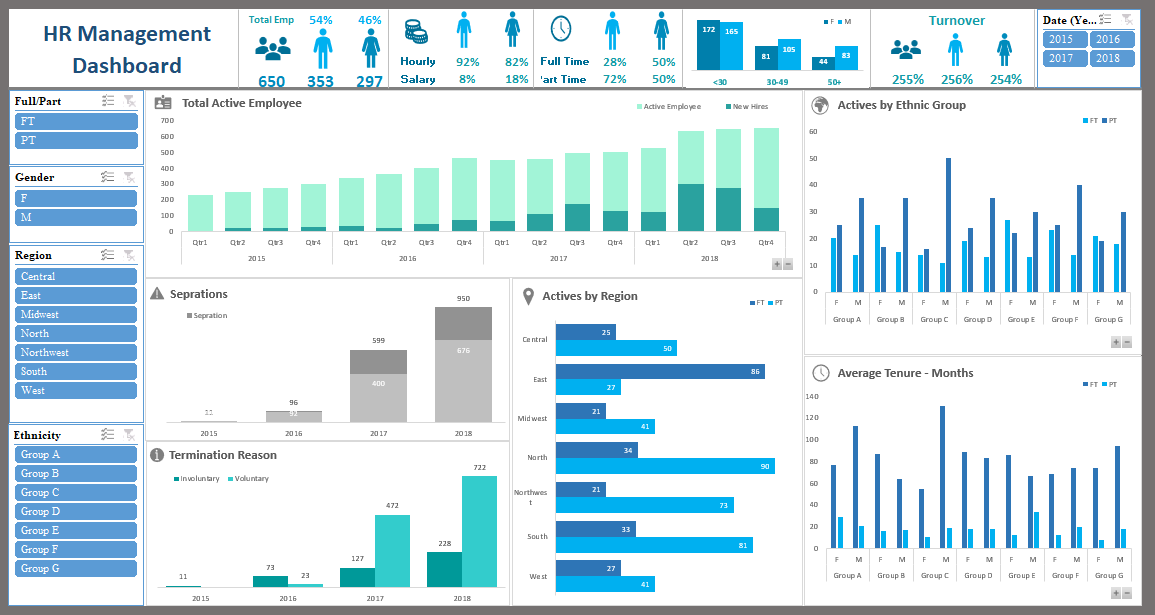 HR Management
Dashboard
Total Emp 54% 46%
650 353 297
Hourly 92% 82%
Salary 8% 18%
Full Time 28% 50%
art Time 72% 50%
F M
172 165 81 105 44 83
<30 30-49 50+
Turnover
255% 256% 254%
Date (Ye...
2015 2016
2017 2018
Full/Part
FT
PT
Gender
F
M
Region
Central
East
Midwest
North
Northwest
South
West
Ethnicity
Group A
Group B
Group C
Group D
Group E
Group F
Group G
Total Active Employee
Active Employee New Hires
700
600
500
400
300
200
100
0
Qtr1 Qtr2 Qtr3 Qtr4 Qtr1 Qtr2 Qtr3 Qtr4 Qtr1 Qtr2 Qtr3 Qtr4 Qtr1 Qtr2 Qtr3 Qtr4
2015 2016 2017 2018
Seprations
Sepration
950
599
676
400
96
92
2015 2016 2017 2018
Termination Reason
Involuntary Voluntary
722
472
228
127
73
23
11
2015 2016 2017 2018
Actives by Region
FT PT
Central 25
50
East 86
27
Midwest 21
41
North 34
90
Northwes
t
21
73
South 33
81
West 27
41
Actives by Ethnic Group
FT PT
60
50
40
30
20
10
0
F M F M F M F M F M F M F M
Group A Group B Group C Group D Group E Group F Group G
Average Tenure - Months
FT PT
140
120
100
80
60
40
20
0
F M F M F M F M F M F M F M
Group A Group B Group C Group D Group E Group F Group G